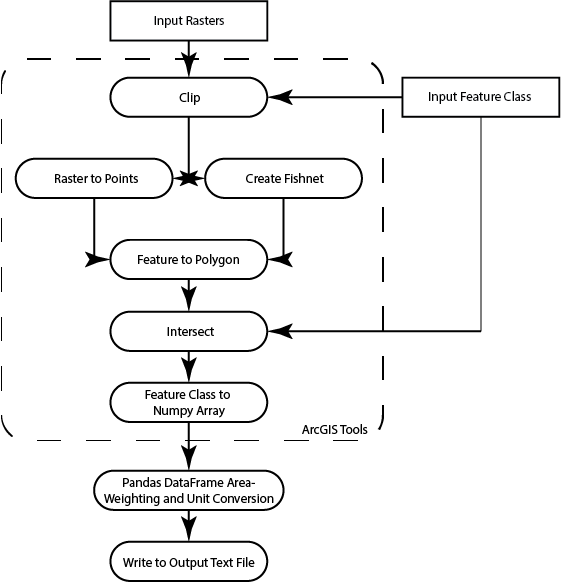 Input Rasters
Clip
Input Feature Class
Raster to Points
Create Fishnet
Feature to Polygon
Intersect
Feature Class to
Numpy Array
ArcGIS Tools
Pandas DataFrame Area-
Weighting and Unit Conversion
Write to Output Text File